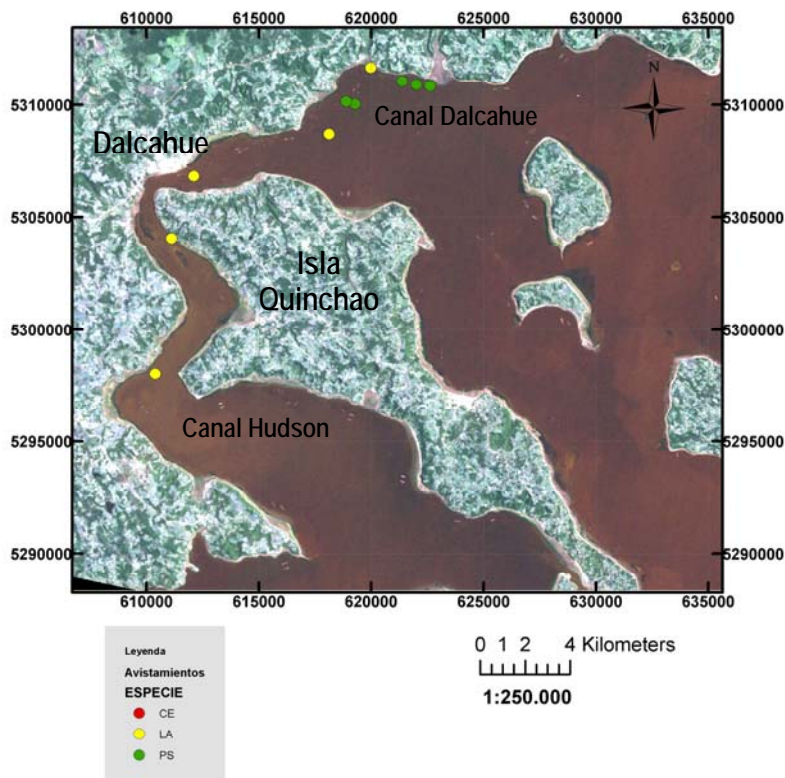 610000 615000 620000 625000 630000 635000
N
5310000 5310000
Canal Dalcahue
Dalcahue
5305000 5305000
Isla
Quinchao
5300000 5300000
5295000 5295000
Canal Hudson
5290000 5290000
610000 615000 620000 625000 630000 635000
Leyenda
Avistamientos
ESPECIE
CE
LA
PS
0 1 2 4 Kilometers
1:250.000